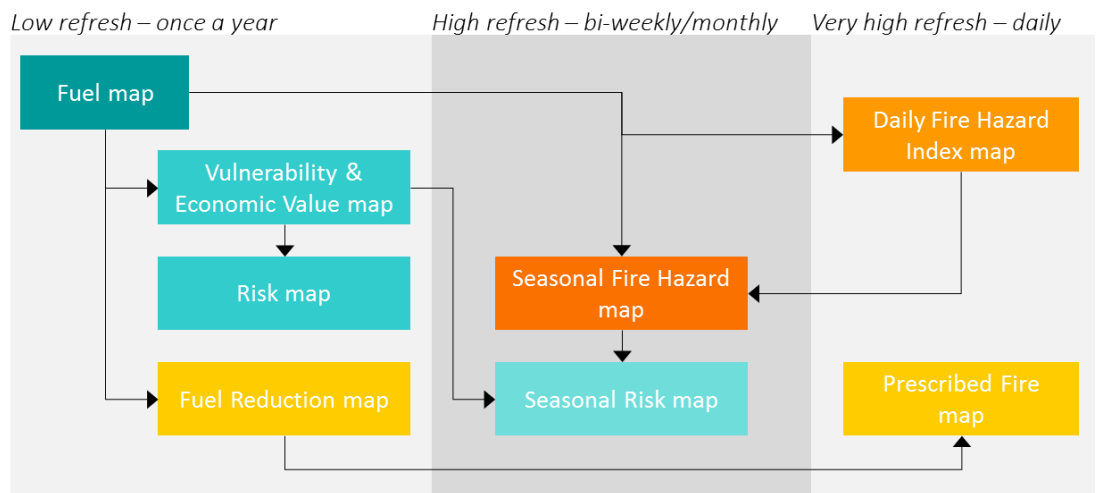 Low refresh – once a year
High refresh – bi-weekly/monthly
Very high refresh – daily
Fuel map
Daily Fire Hazard
Index map
Vulnerability &
Economic Value map
Risk map
Seasonal Fire Hazard
map
Fuel Reduction map
Seasonal Risk map
Prescribed Fire
map